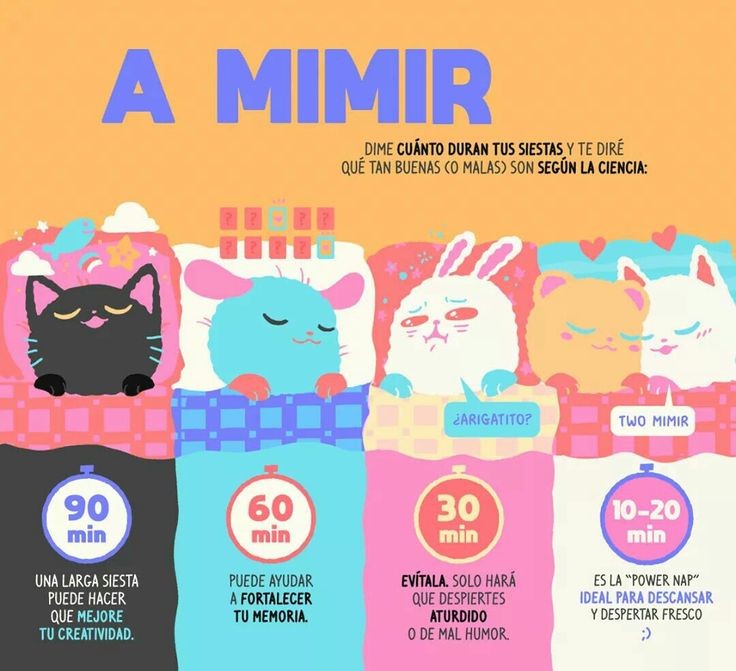 A MIMIR
DIME CUÁNTO DURAN TUS SIESTAS Y TE DIRÉ
QUÉ TAN BUENAS (O MALAS) SON SEGÚN LA CIENCIA:
? ? ? ?
? ? ? ?
¿ARIGATITO?
TWO MIMIR
90
min
UNA LARGA SIESTA
PUEDE HACER
QUE MEJORE
TU CREATIVIDAD.
60
min
PUEDE AYUDAR
A FORTALECER
TU MEMORIA.
30
min
EVÍTALA. SOLO HARÁ
QUE DESPIERTES
ATURDIDO
O DE MAL HUMOR.
10-20
min
ES LA "POWER NAP"
IDEAL PARA DESCANSAR
Y DESPERTAR FRESCO
;)